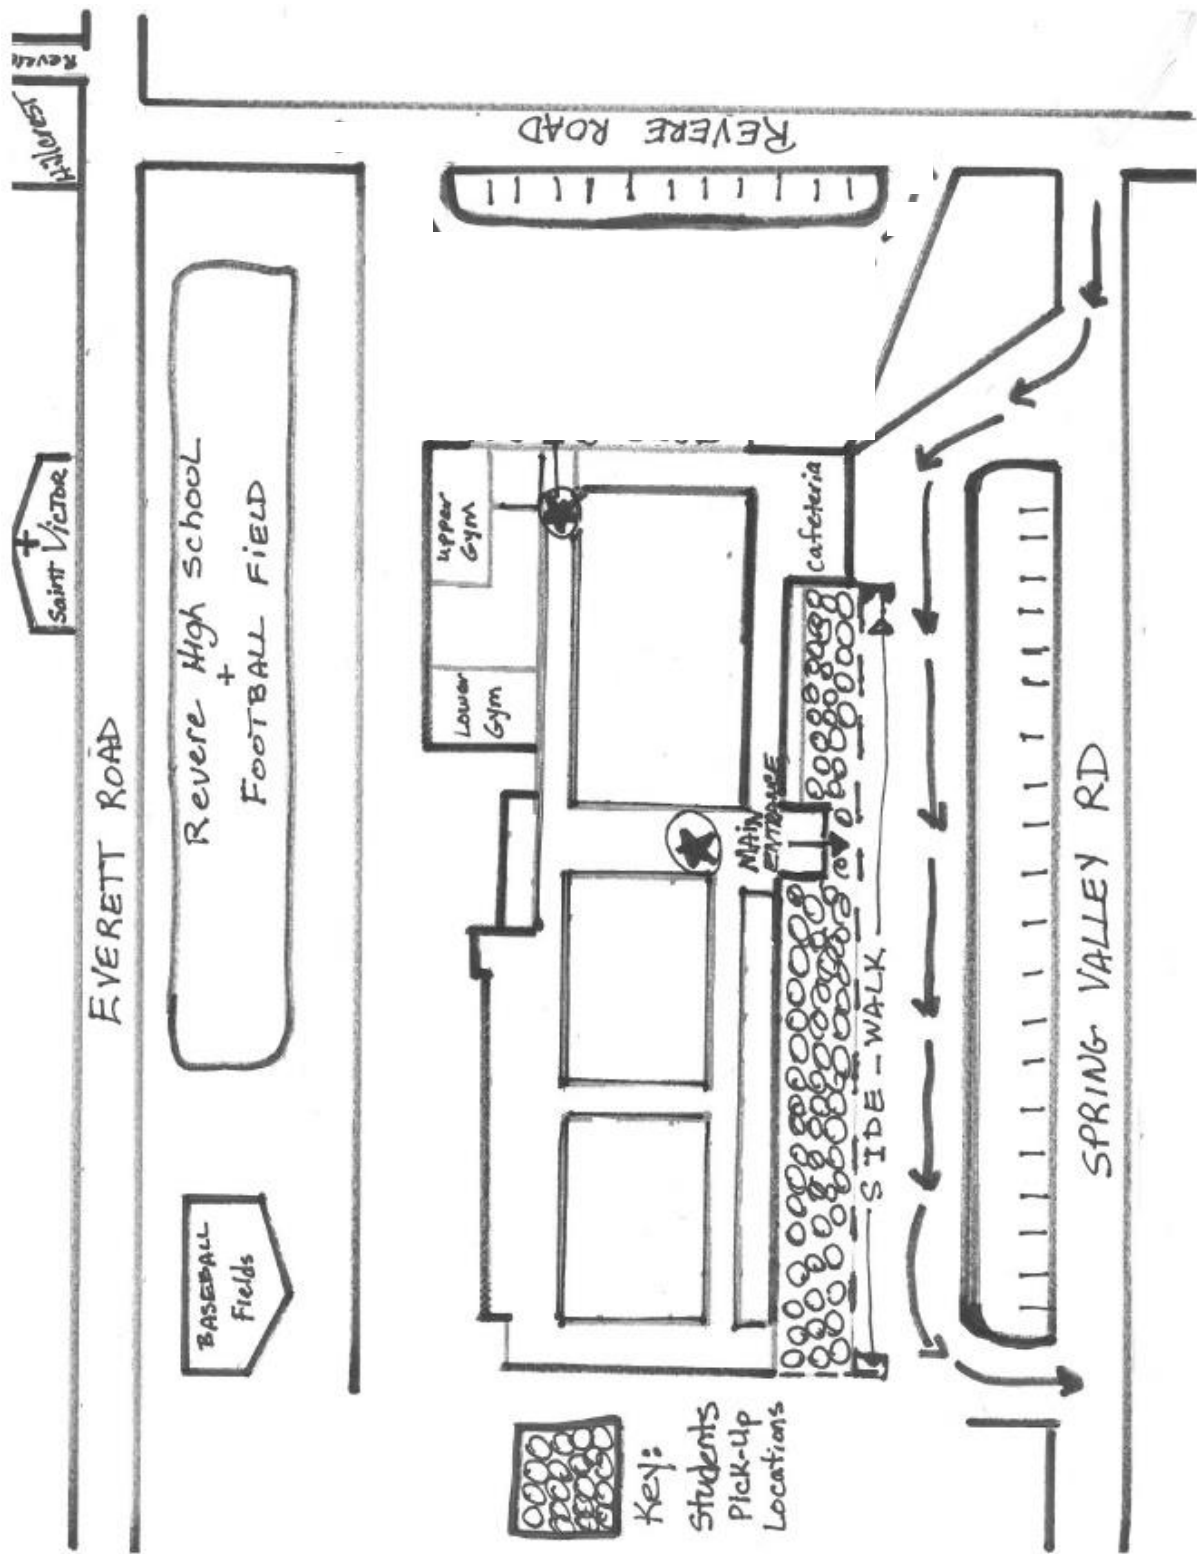 Hillcrest
REVERE ROAD
Saint Victor
EVERETT ROAD
Revere High School
+
FOOTBALL FIELD
BASEBALL
Fields
Upper
Gym
Lower
Gym
cafeteria
MAIN
ENTRANCE
SIDE-WALK
SPRING VALLEY RD
Key:
Students
Pick-Up
Locations